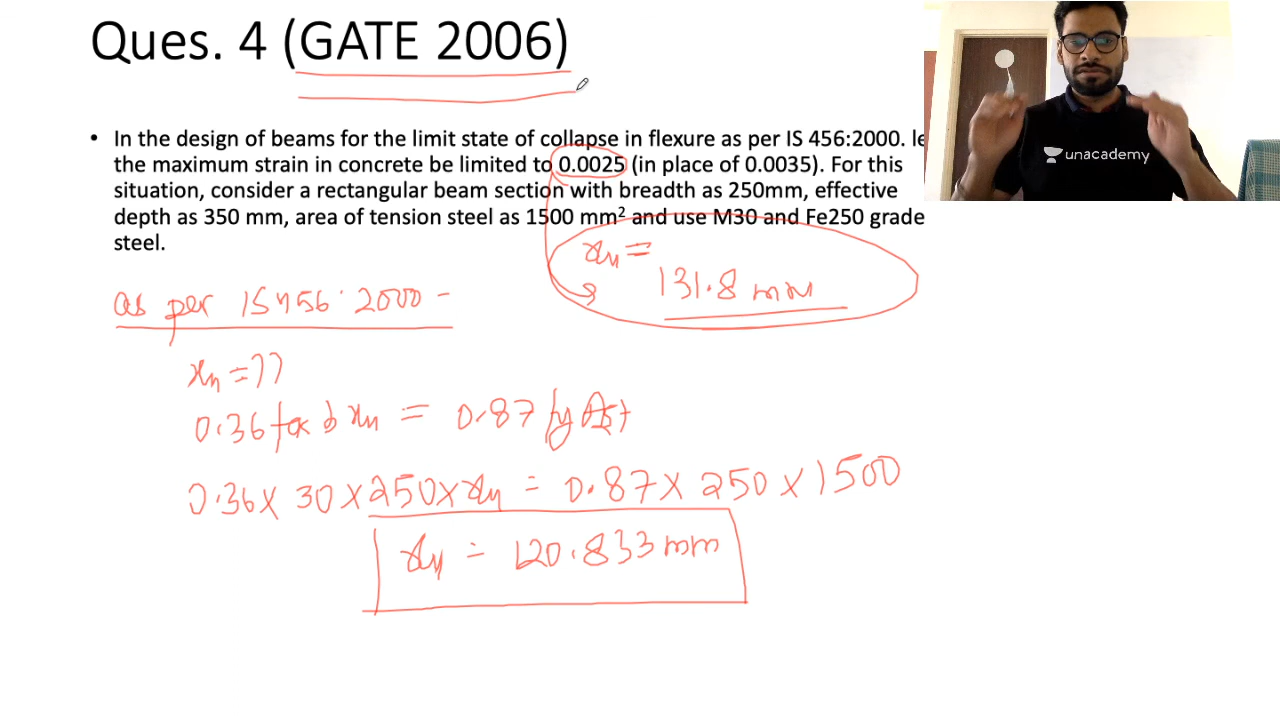 Ques. 4 (GATE 2006)
• In the design of beams for the limit state of collapse in flexure as per IS 456:2000. le
the maximum strain in concrete be limited to 0.0025 (in place of 0.0035). For this
situation, consider a rectangular beam section with breadth as 250mm, effective
depth as 350 mm, area of tension steel as 1500 mm² and use M30 and Fe250 grade
steel.
xu =
131.8 mm
as per IS456:2000 -
xu = ??
0.36 fck b xu = 0.87 fy Ast
0.36 x 30 x 250 x xu = 0.87 x 250 x 1500
xu = 120.833 mm
unacademy